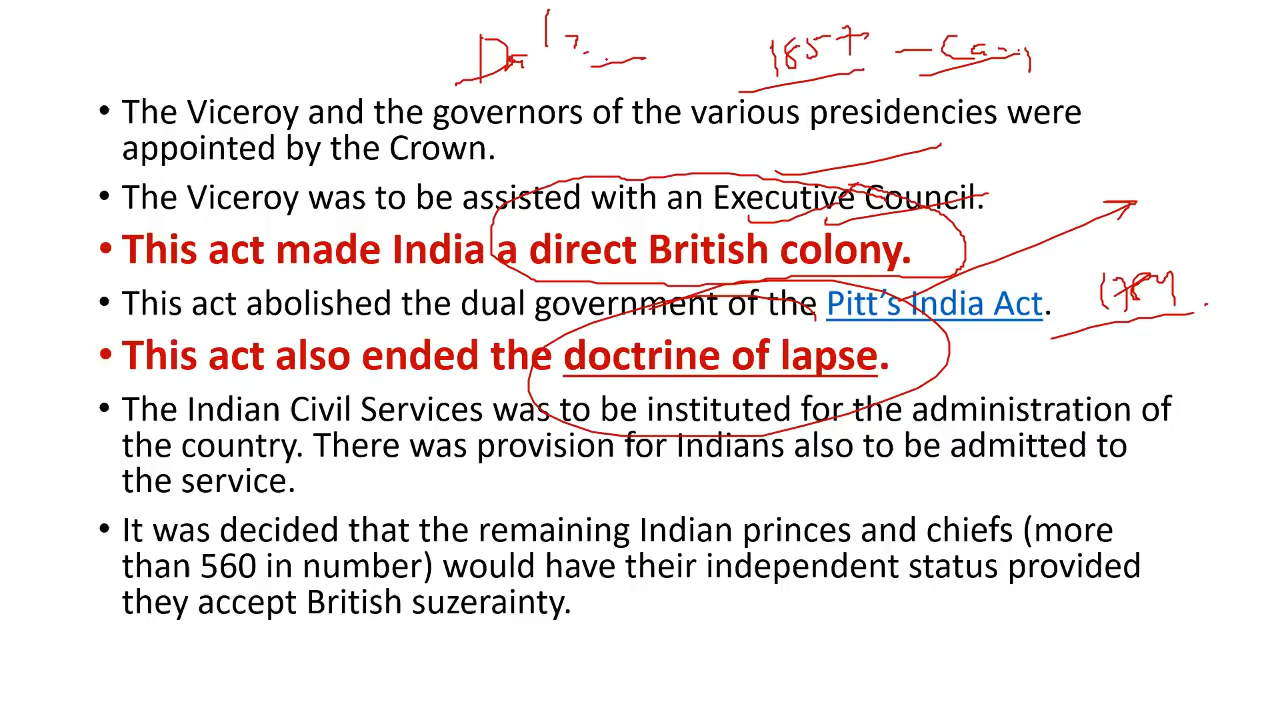 1857 –
• The Viceroy and the governors of the various presidencies were
appointed by the Crown.
• The Viceroy was to be assisted with an Executive Council.
• This act made India a direct British colony.
• This act abolished the dual government of the Pitt's India Act.
1784
• This act also ended the doctrine of lapse.
• The Indian Civil Services was to be instituted for the administration of
the country. There was provision for Indians also to be admitted to
the service.
• It was decided that the remaining Indian princes and chiefs (more
than 560 in number) would have their independent status provided
they accept British suzerainty.